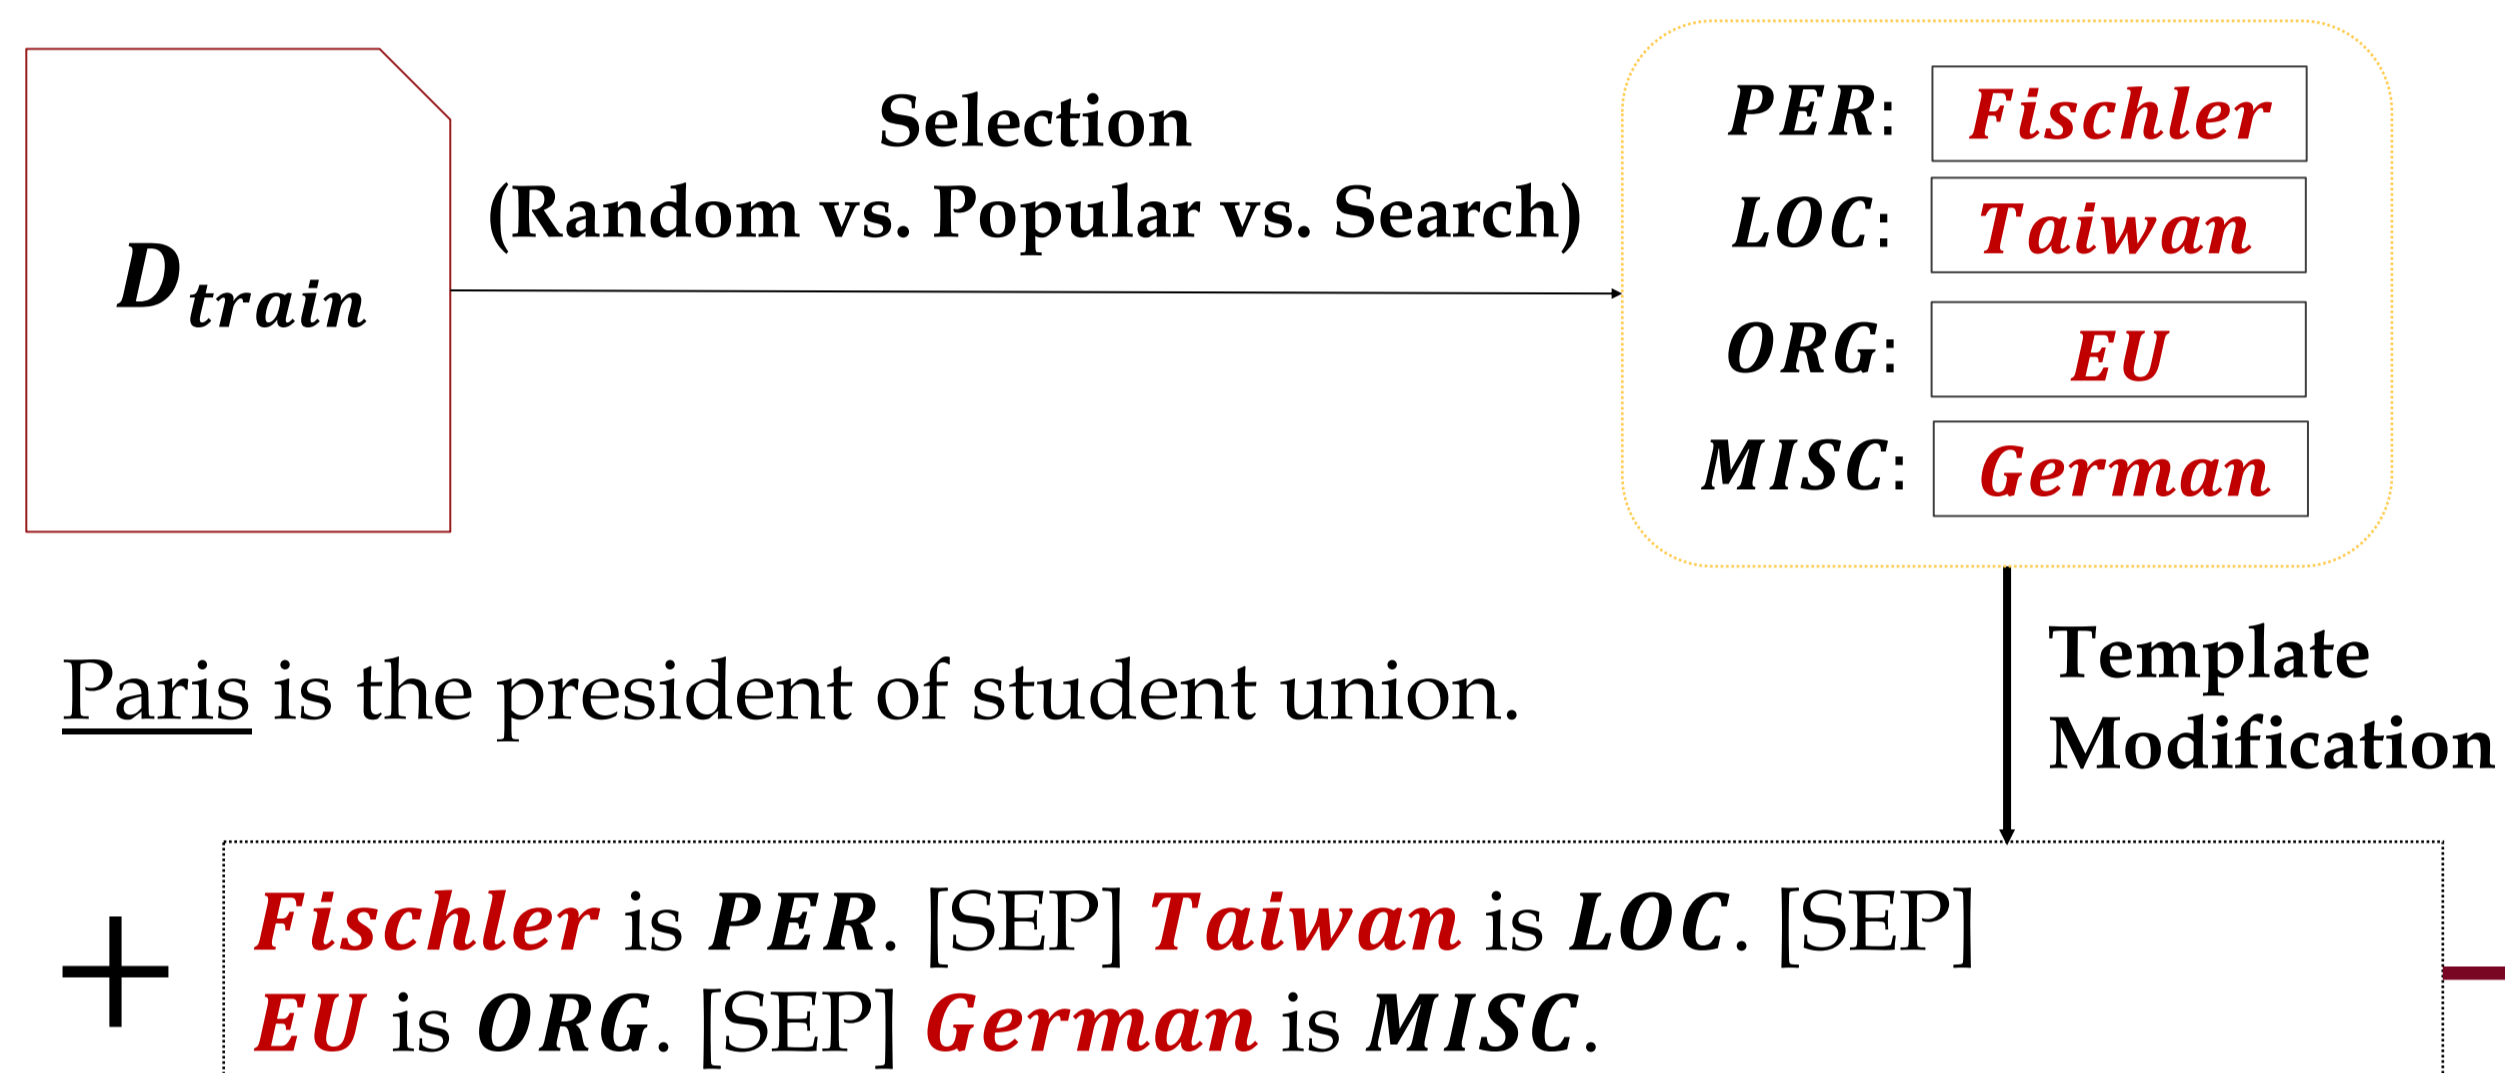 Selection
(Random vs. Popular vs. Search)
D_train
PER: Fischler
LOC: Taiwan
ORG: EU
MISC: German
Template
Modification
Paris is the president of student union.
+
Fischler is PER. [SEP] Taiwan is LOC. [SEP]
EU is ORG. [SEP] German is MISC.